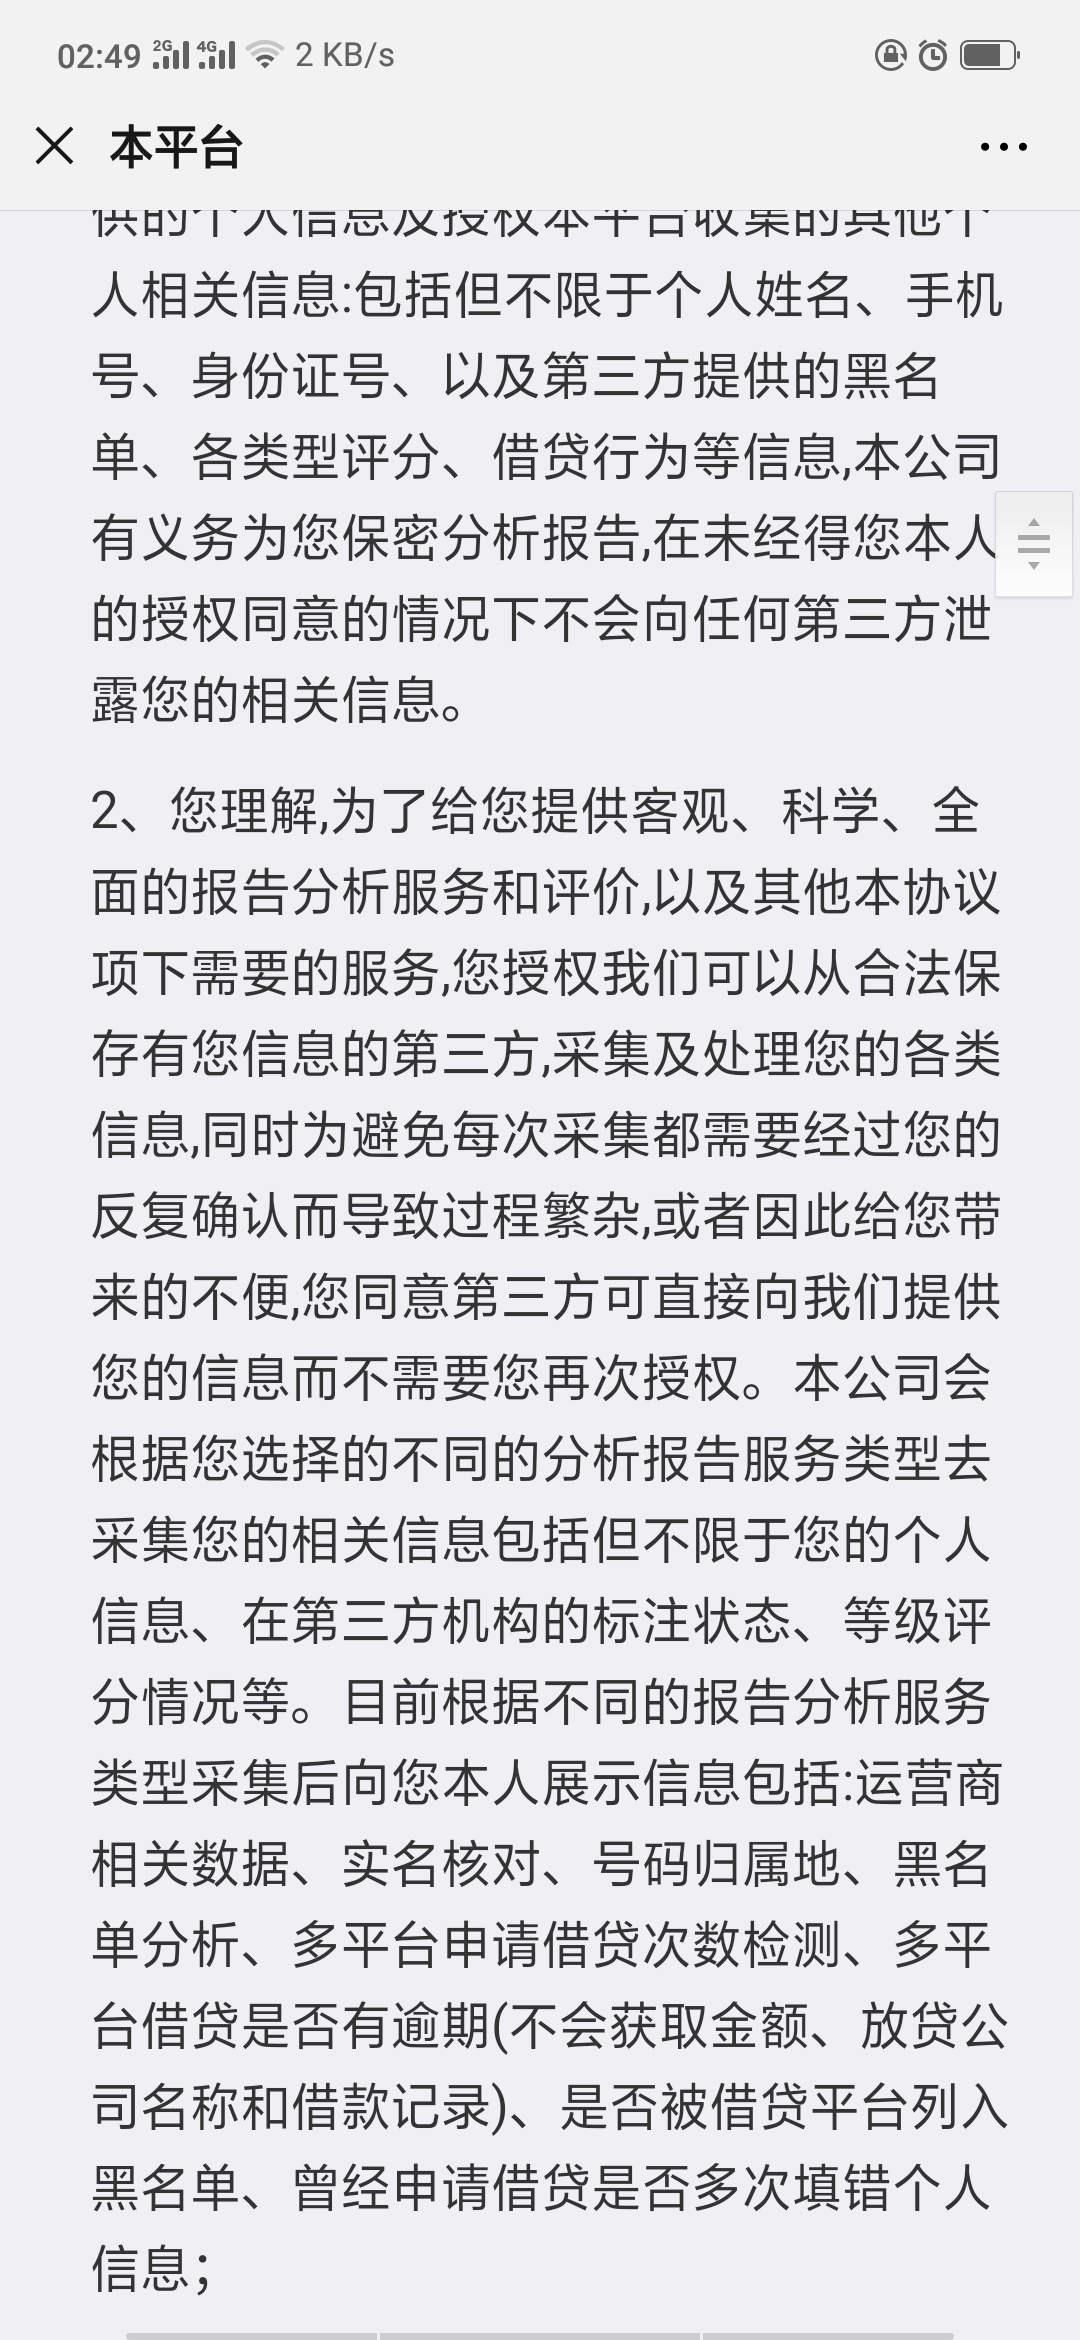 02:49 2G 4G 2 KB/s
本平台
供的个人信息及授权本平台收集的其他个
人相关信息:包括但不限于个人姓名、手机
号、身份证号、以及第三方提供的黑名
单、各类型评分、借贷行为等信息,本公司
有义务为您保密分析报告,在未经得您本人
的授权同意的情况下不会向任何第三方泄
露您的相关信息。
2、您理解,为了给您提供客观、科学、全
面的报告分析服务和评价,以及其他本协议
项下需要的服务,您授权我们可以从合法保
存有您信息的第三方,采集及处理您的各类
信息,同时为避免每次采集都需要经过您的
反复确认而导致过程繁杂,或者因此给您带
来的不便,您同意第三方可直接向我们提供
您的信息而不需要您再次授权。本公司会
根据您选择的不同的分析报告服务类型去
采集您的相关信息包括但不限于您的个人
信息、在第三方机构的标注状态、等级评
分情况等。目前根据不同的报告分析服务
类型采集后向您本人展示信息包括:运营商
相关数据、实名核对、号码归属地、黑名
单分析、多平台申请借贷次数检测、多平
台借贷是否有逾期(不会获取金额、放贷公
司名称和借款记录)、是否被借贷平台列入
黑名单、曾经申请借贷是否多次填错个人
信息；